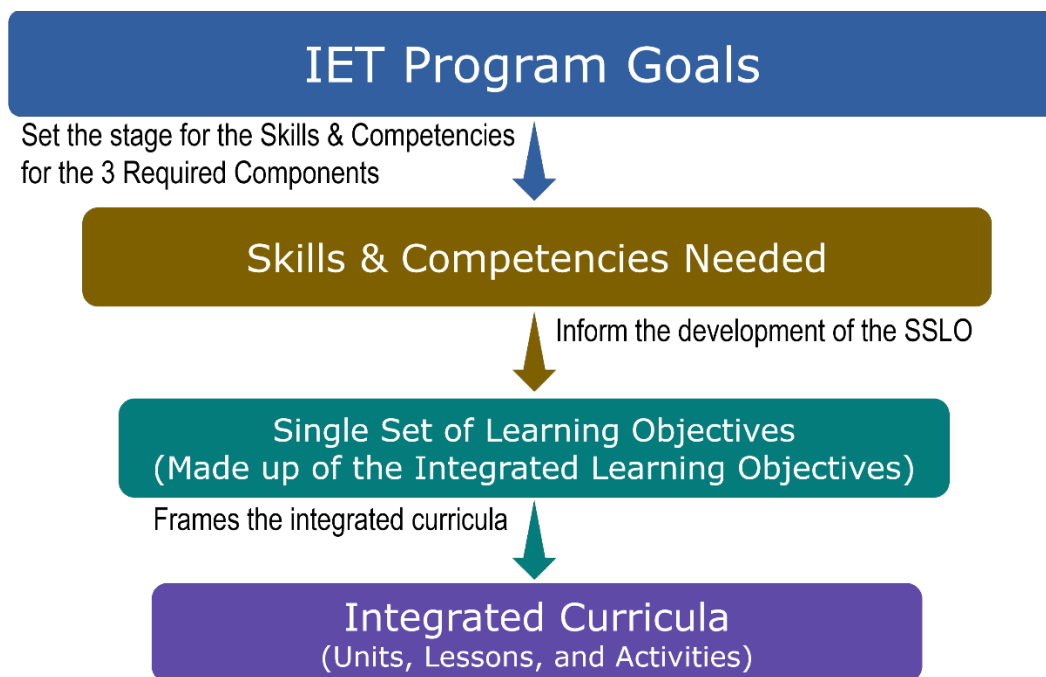 IET Program Goals
Set the stage for the Skills & Competencies
for the 3 Required Components
Skills & Competencies Needed
Inform the development of the SSLO
Single Set of Learning Objectives
(Made up of the Integrated Learning Objectives)
Frames the integrated curricula
Integrated Curricula
(Units, Lessons, and Activities)